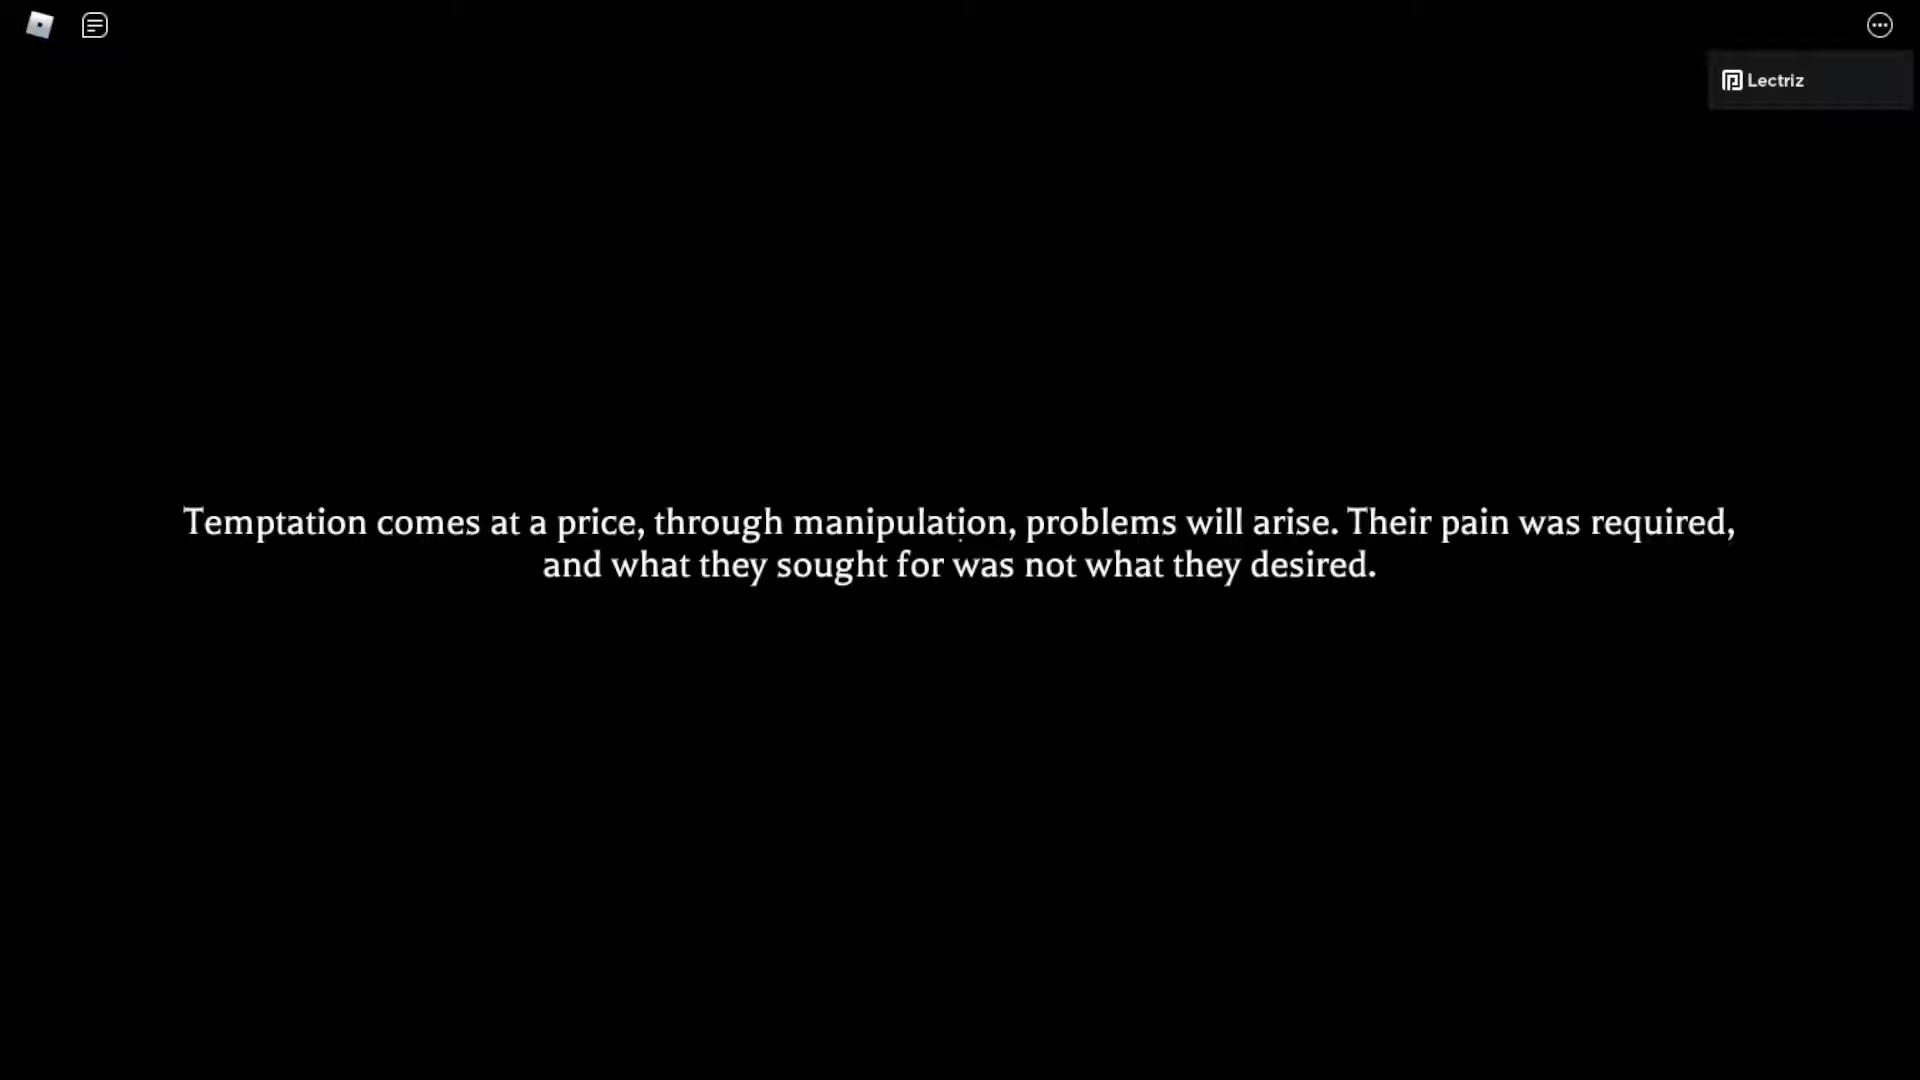 Lectriz
Temptation comes at a price, through manipulation, problems will arise. Their pain was required,
and what they sought for was not what they desired.